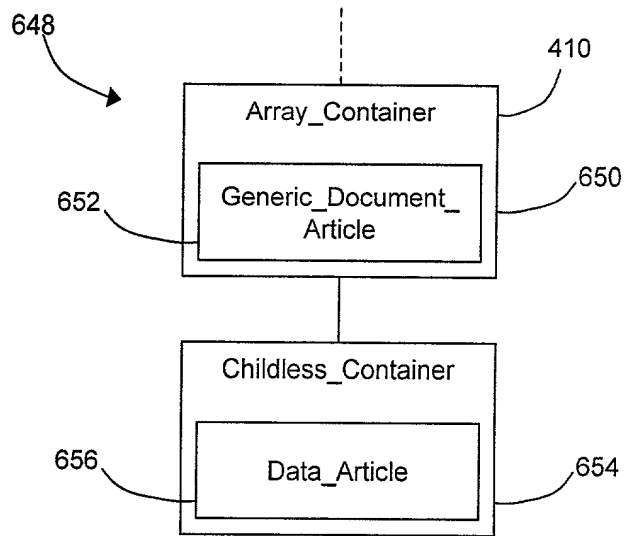 648
410
Array_Container
650
652
Generic_Document_
Article
Childless_Container
656
Data_Article
654